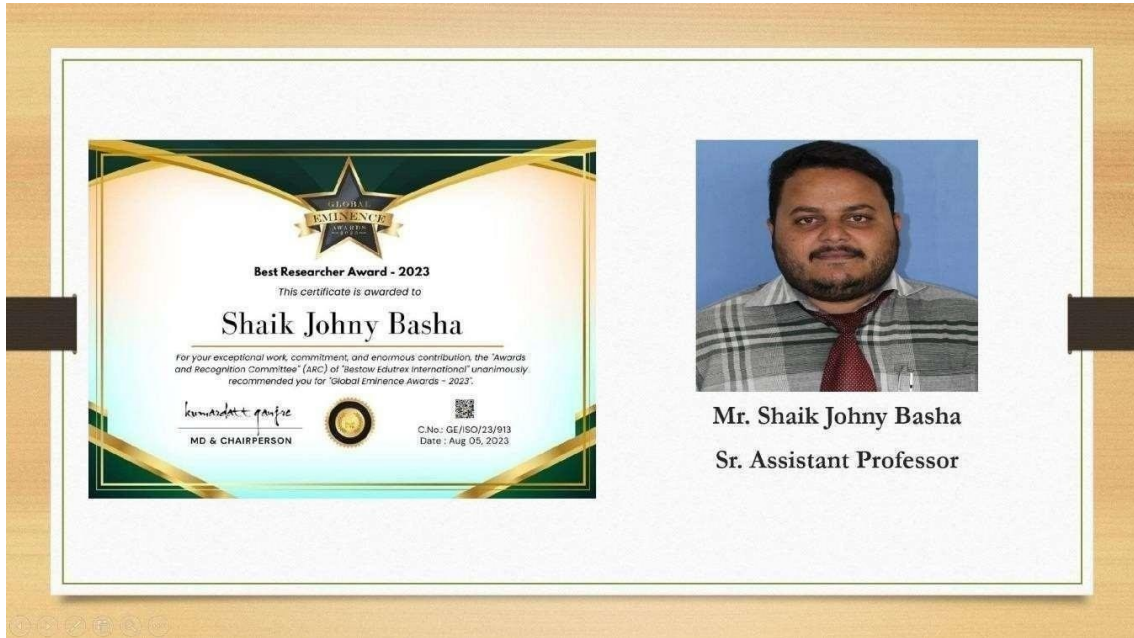 GLOBAL
EMINENCE
AWARDS
2023
Best Researcher Award - 2023
This certificate is awarded to
Shaik Johny Basha
For your exceptional work, commitment, and enormous contribution, the "Awards
and Recognition Committee" (ARC) of "Bestow Edutrex International" unanimously
recommended you for "Global Eminence Awards - 2023".
MD & CHAIRPERSON
C.No.: GE/ISO/23/913
Date : Aug 05, 2023
Mr. Shaik Johny Basha
Sr. Assistant Professor